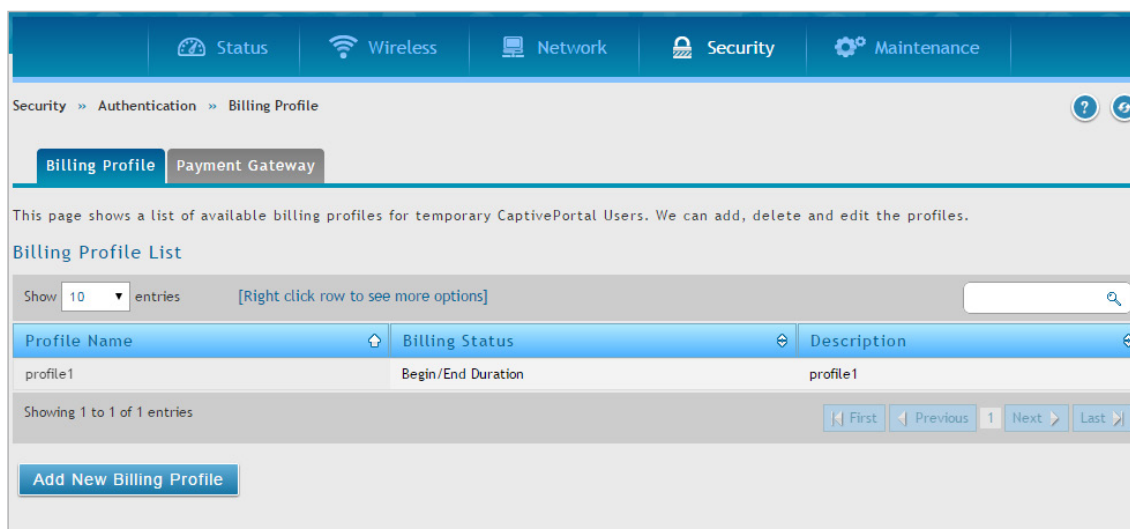 Status Wireless Network Security Maintenance
Security » Authentication » Billing Profile
Billing Profile Payment Gateway
This page shows a list of available billing profiles for temporary CaptivePortal Users. We can add, delete and edit the profiles.
Billing Profile List
Show 10 entries [Right click row to see more options]
Profile Name Billing Status Description
profile1 Begin/End Duration profile1
Showing 1 to 1 of 1 entries First Previous 1 Next Last
Add New Billing Profile